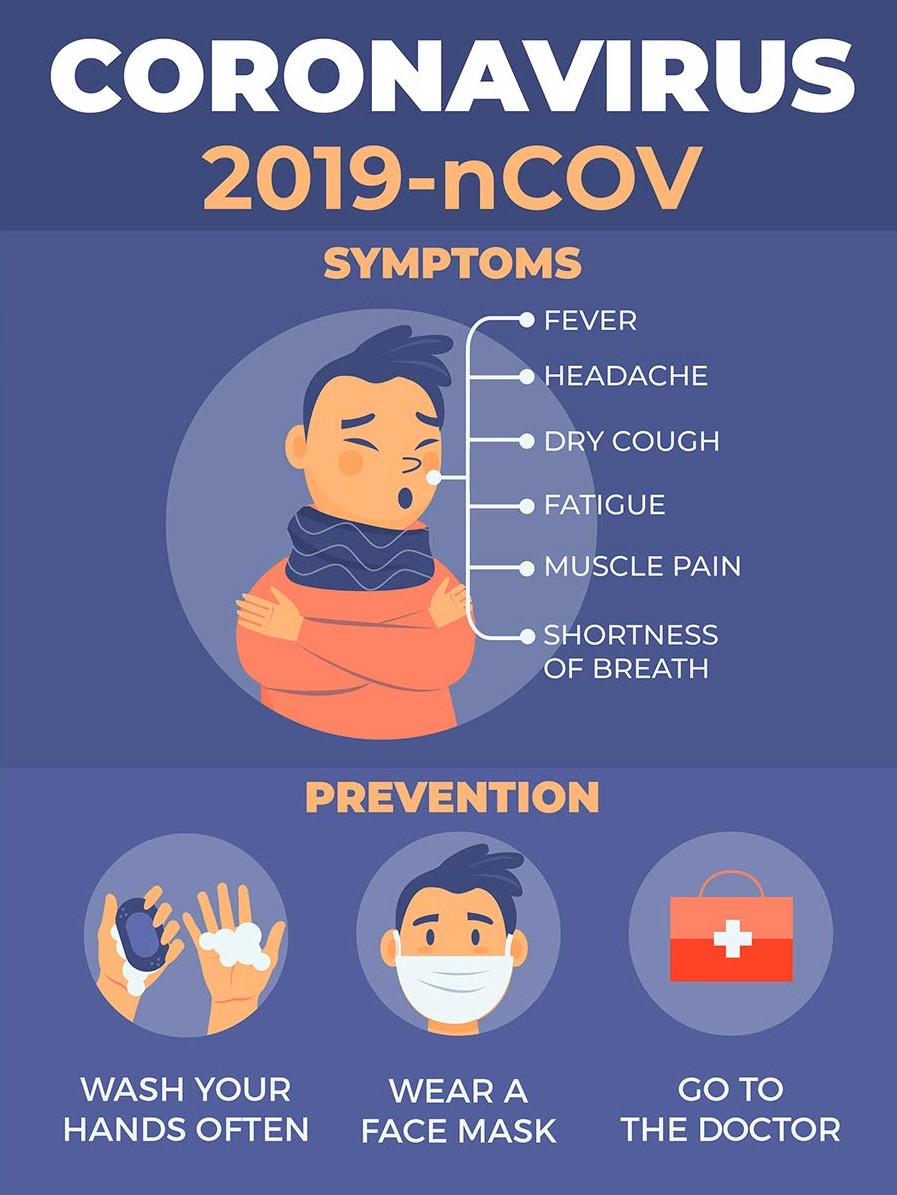 CORONAVIRUS
2019-nCOV
SYMPTOMS
FEVER
HEADACHE
DRY COUGH
FATIGUE
MUSCLE PAIN
SHORTNESS
OF BREATH
PREVENTION
WASH YOUR
HANDS OFTEN
WEAR A
FACE MASK
GO TO
THE DOCTOR